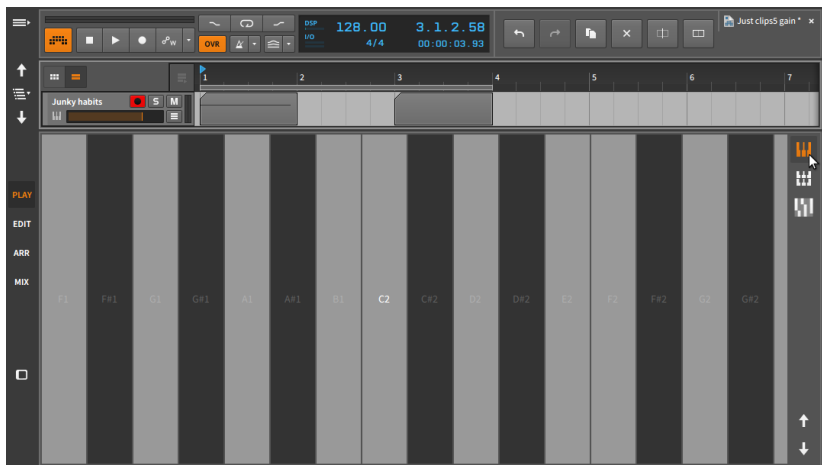 DSP
I/O
128.00
4/4
3.1.2.58
00:00:03.93
Just clips5 gain *
×
OVR
W
1 2 3 4 5 6 7
Junky habits
S M
PLAY
EDIT
ARR
MIX
F1 F#1 G1 G#1 A1 A#1 B1 C2 C#2 D2 D#2 E2 F2 F#2 G2 G#2